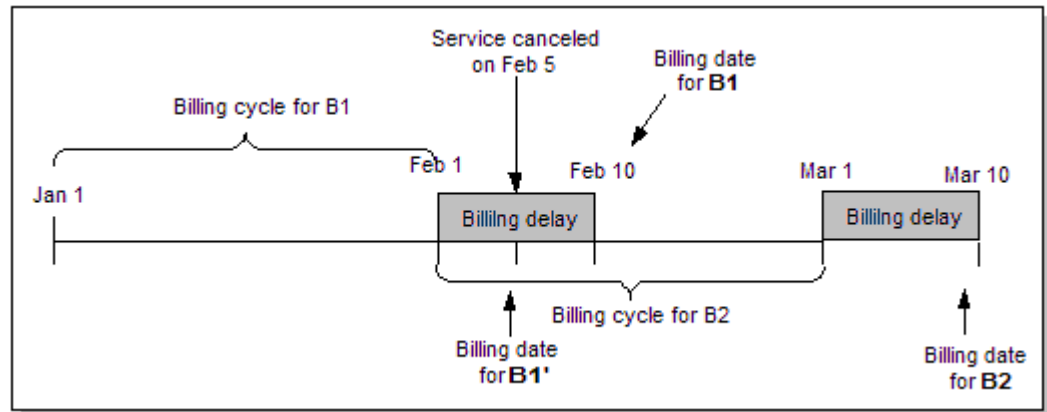 Service canceled
on Feb 5
Billing date
for B1
Billing cycle for B1
Feb 1
Feb 10
Mar 1
Mar 10
Jan 1
Billilng delay
Billilng delay
Billing cycle for B2
Billing date
for B1'
Billing date
for B2